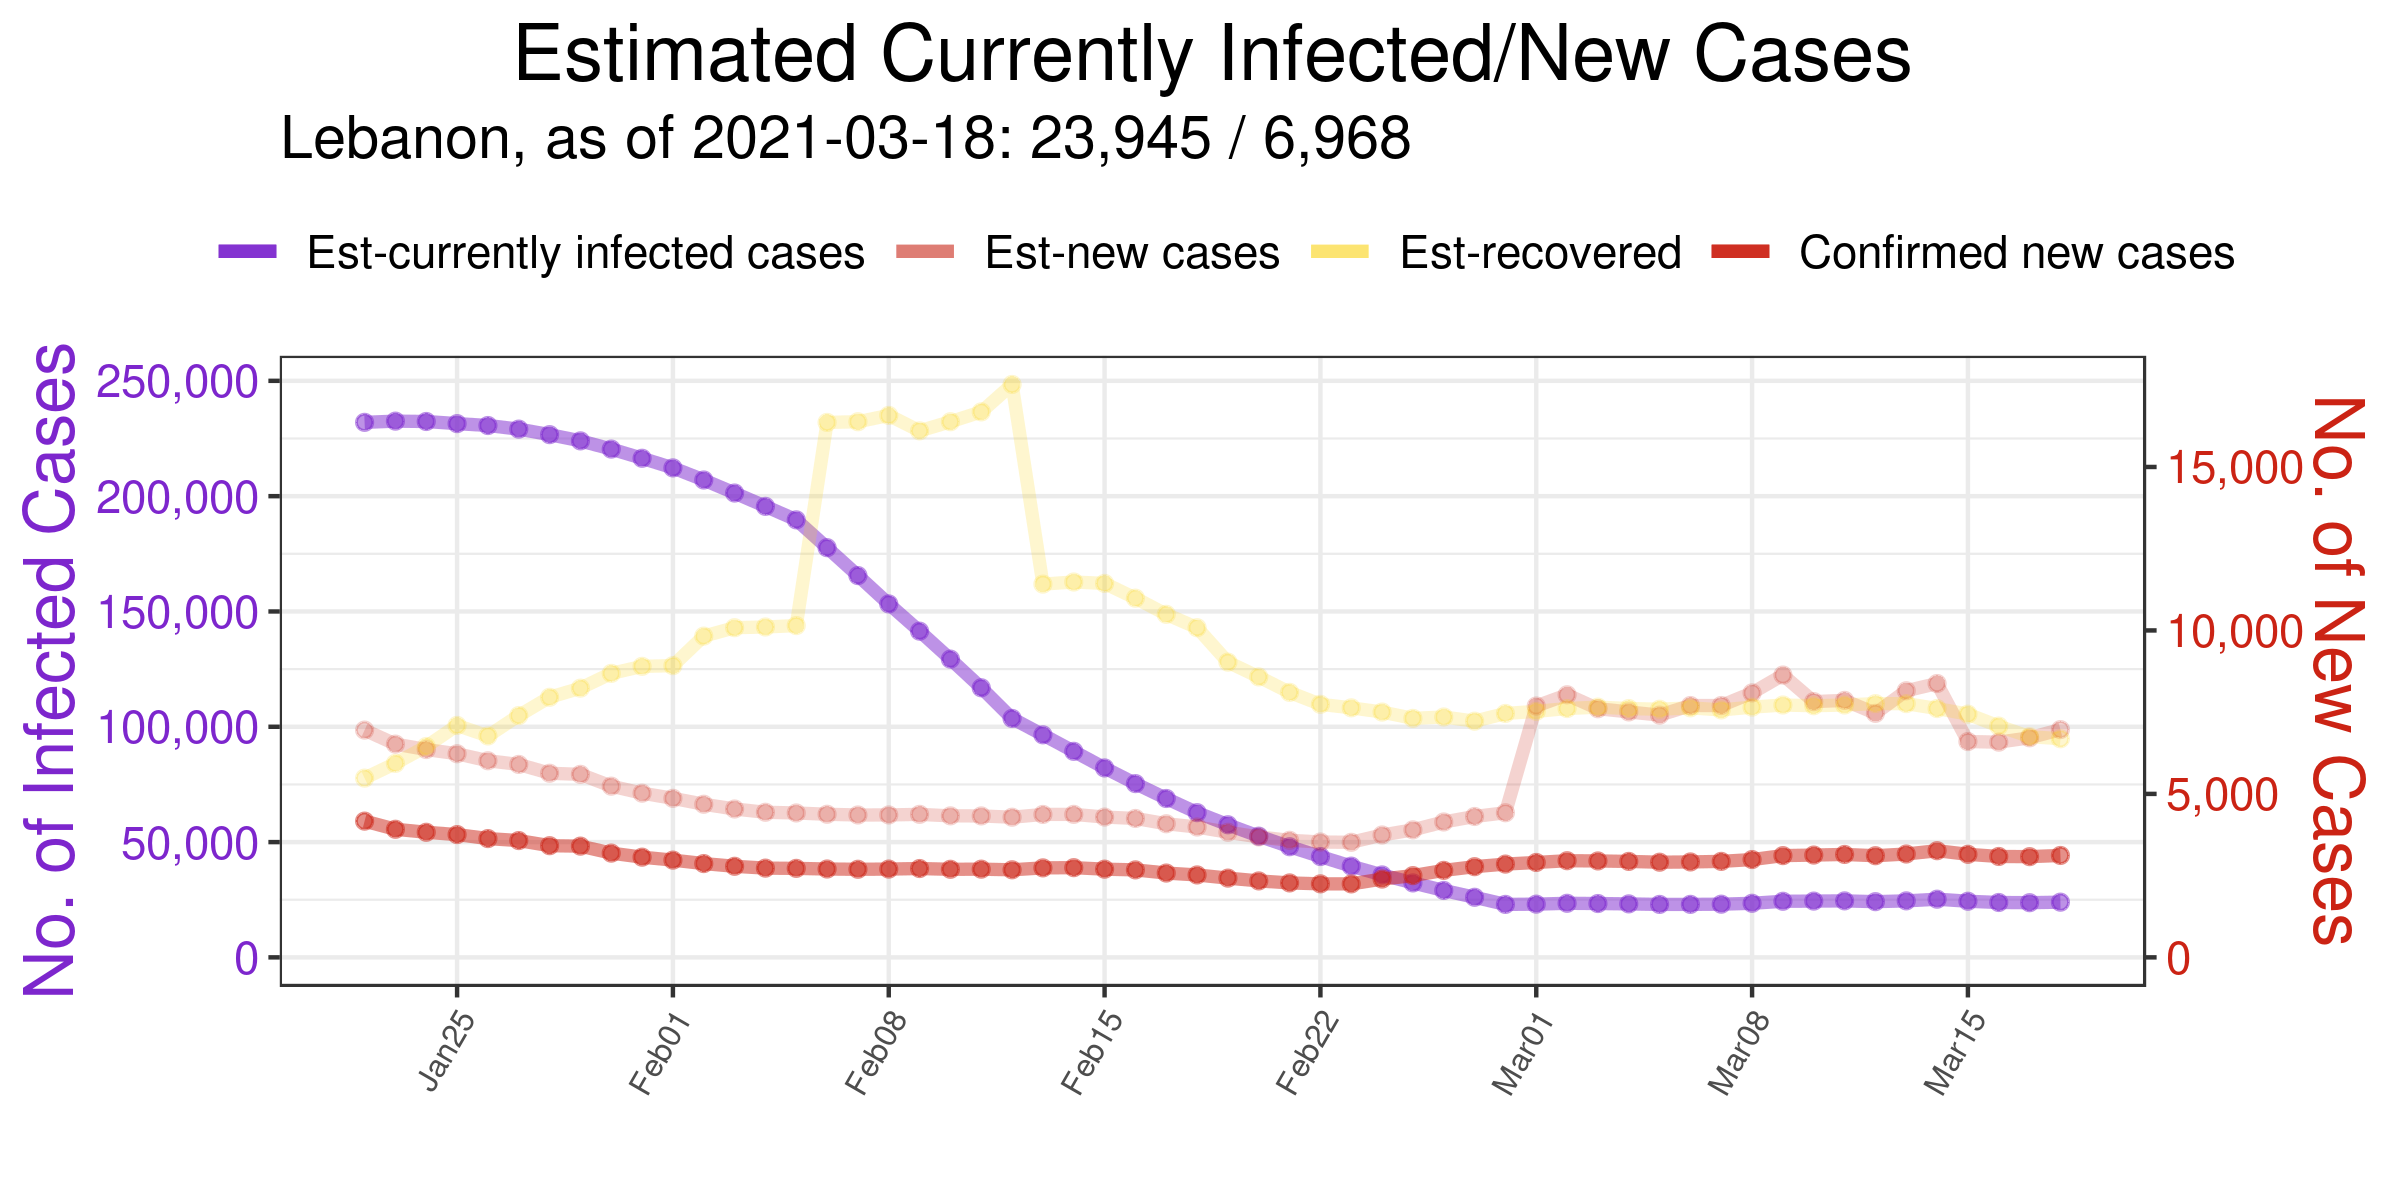 Estimated Currently Infected/New Cases
Lebanon, as of 2021-03-18: 23,945 / 6,968
Est-currently infected cases Est-new cases Est-recovered Confirmed new cases
No. of Infected Cases
250,000
200,000
150,000
100,000
50,000
0
15,000
10,000
5,000
0
No. of New Cases
Jan25 Feb01 Feb08 Feb15 Feb22 Mar01 Mar08 Mar15